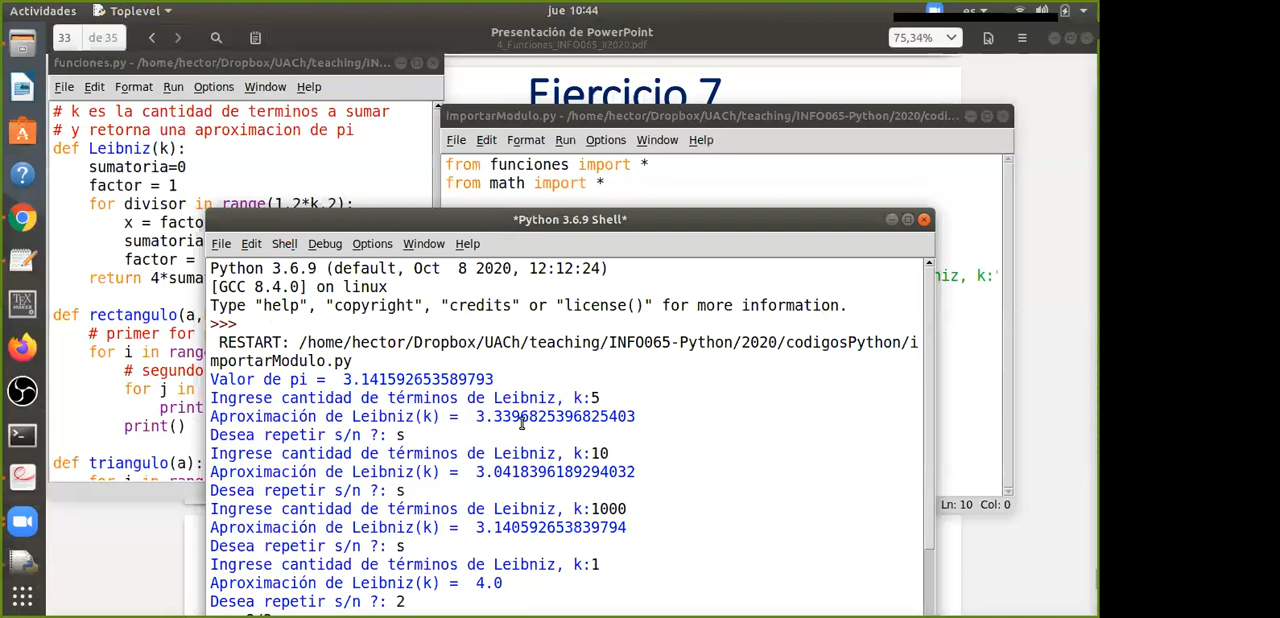 Actividades
Toplevel
jue 10:44
es
33
de 35
Presentación de PowerPoint
4_Funciones_INFO065_II2020.pdf
75,34%
Ejercicio 7
funciones.py - /home/hector/Dropbox/UACh/teaching/IN...
File Edit Format Run Options Window Help
# k es la cantidad de terminos a sumar
# y retorna una aproximacion de pi
def Leibniz(k):
sumatoria=0
factor = 1
for divisor in range(1,2*k,2):
x = facto
sumatoria
factor =
return 4*suma
def rectangulo(a,
# primer for
for i in rang
# segundo
for j in
print
print()
def triangulo(a):
importarModulo.py - /home/hector/Dropbox/UACh/teaching/INFO065-Python/2020/codi...
File Edit Format Run Options Window Help
from funciones import *
from math import *
niz, k:'
Ln: 10 Col: 0
*Python 3.6.9 Shell*
File Edit Shell Debug Options Window Help
Python 3.6.9 (default, Oct  8 2020, 12:12:24)
[GCC 8.4.0] on linux
Type "help", "copyright", "credits" or "license()" for more information.
>>>
RESTART: /home/hector/Dropbox/UACh/teaching/INFO065-Python/2020/codigosPython/i
mportarModulo.py
Valor de pi =  3.141592653589793
Ingrese cantidad de términos de Leibniz, k:5
Aproximación de Leibniz(k) =  3.3396825396825403
Desea repetir s/n ?: s
Ingrese cantidad de términos de Leibniz, k:10
Aproximación de Leibniz(k) =  3.0418396189294032
Desea repetir s/n ?: s
Ingrese cantidad de términos de Leibniz, k:1000
Aproximación de Leibniz(k) =  3.140592653839794
Desea repetir s/n ?: s
Ingrese cantidad de términos de Leibniz, k:1
Aproximación de Leibniz(k) =  4.0
Desea repetir s/n ?: 2